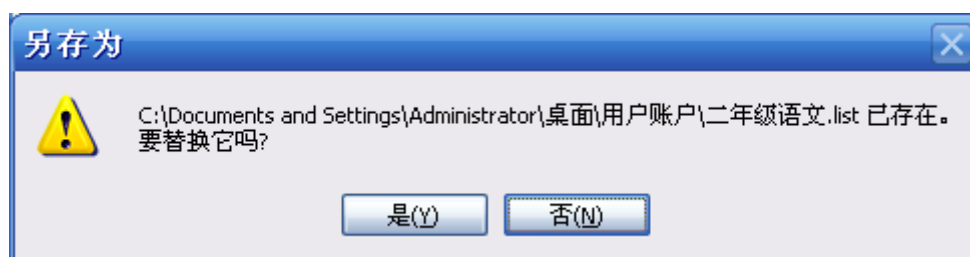 另存为
C:\Documents and Settings\Administrator\桌面\用户账户\二年级语文.list 已存在。
要替换它吗?
是(Y)
否(N)